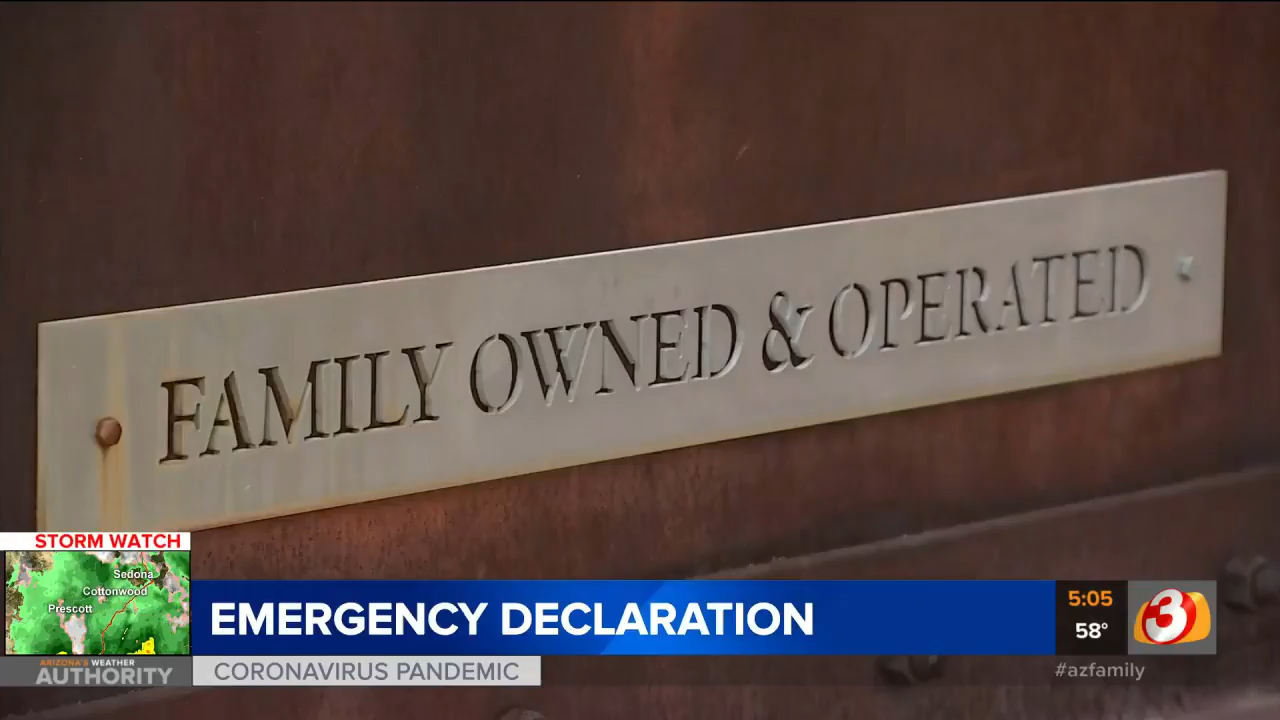 FAMILY OWNED & OPERATED
STORM WATCH
Sedona
Cottonwood
Prescott
ARIZONA'S WEATHER
AUTHORITY
EMERGENCY DECLARATION
CORONAVIRUS PANDEMIC
5:05
58°
3
#azfamily